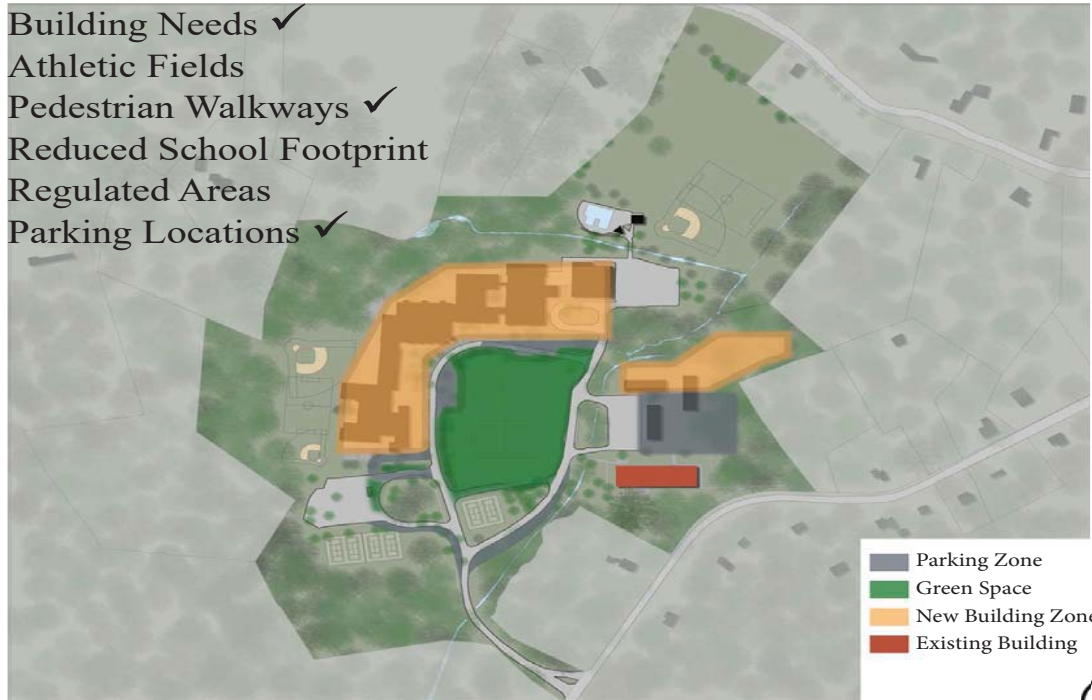 Building Needs ✓
Athletic Fields
Pedestrian Walkways ✓
Reduced School Footprint
Regulated Areas
Parking Locations ✓
Parking Zone
Green Space
New Building Zone
Existing Building